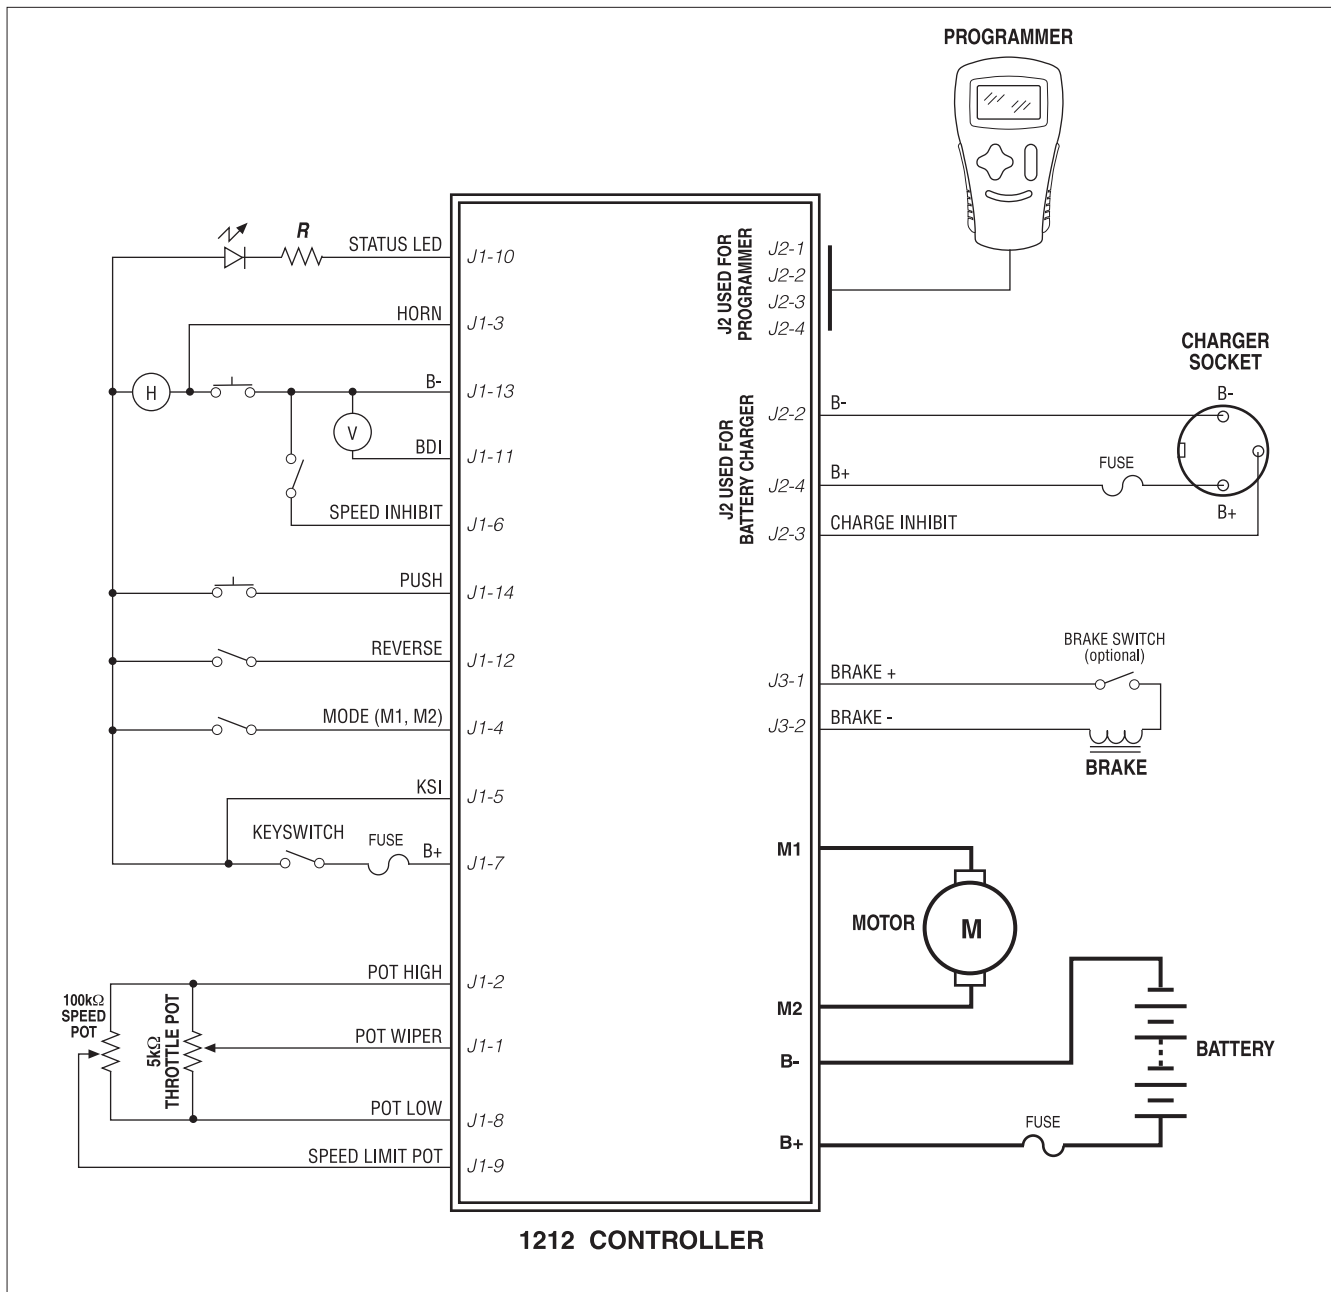 PROGRAMMER
R
STATUS LED
J1-10
HORN
J1-3
H
B-
J1-13
V
BDI
J1-11
SPEED INHIBIT
J1-6
PUSH
J1-14
REVERSE
J1-12
MODE (M1, M2)
J1-4
KSI
J1-5
KEYSWITCH
FUSE
B+
J1-7
100kΩ
SPEED
POT
5kΩ
THROTTLE POT
POT HIGH
J1-2
POT WIPER
J1-1
POT LOW
J1-8
SPEED LIMIT POT
J1-9
J2 USED FOR
PROGRAMMER
J2-1
J2-2
J2-3
J2-4
CHARGER
SOCKET
J2 USED FOR
BATTERY CHARGER
J2-2
B-
B-
J2-4
B+
FUSE
B+
J2-3
CHARGE INHIBIT
BRAKE SWITCH
(optional)
J3-1
BRAKE +
J3-2
BRAKE -
BRAKE
M1
MOTOR
M
M2
B-
BATTERY
B+
FUSE
1212 CONTROLLER